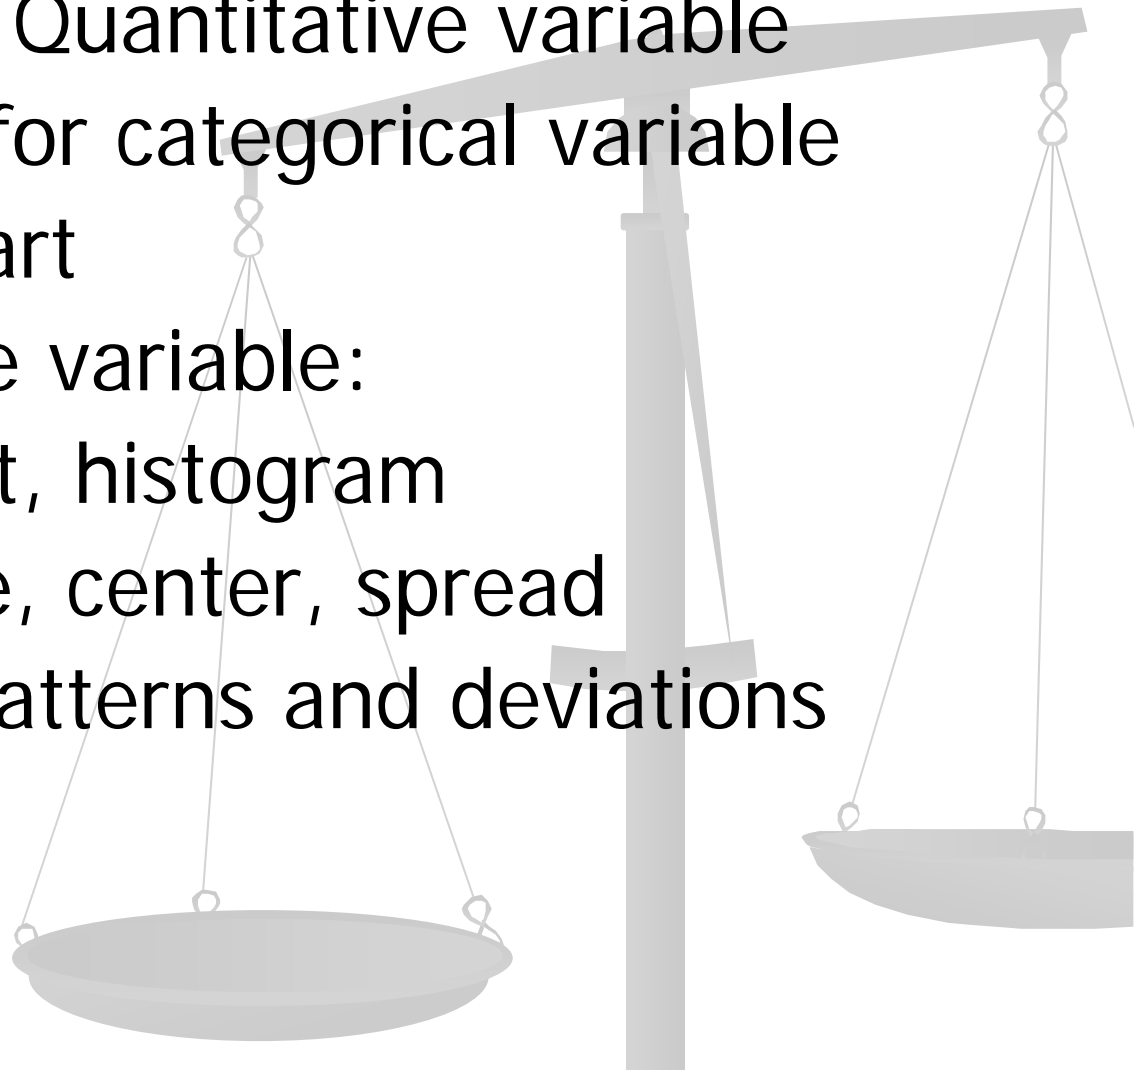 Quantitative variable
for categorical variable
art
e variable:
t, histogram
e, center, spread
atterns and deviations